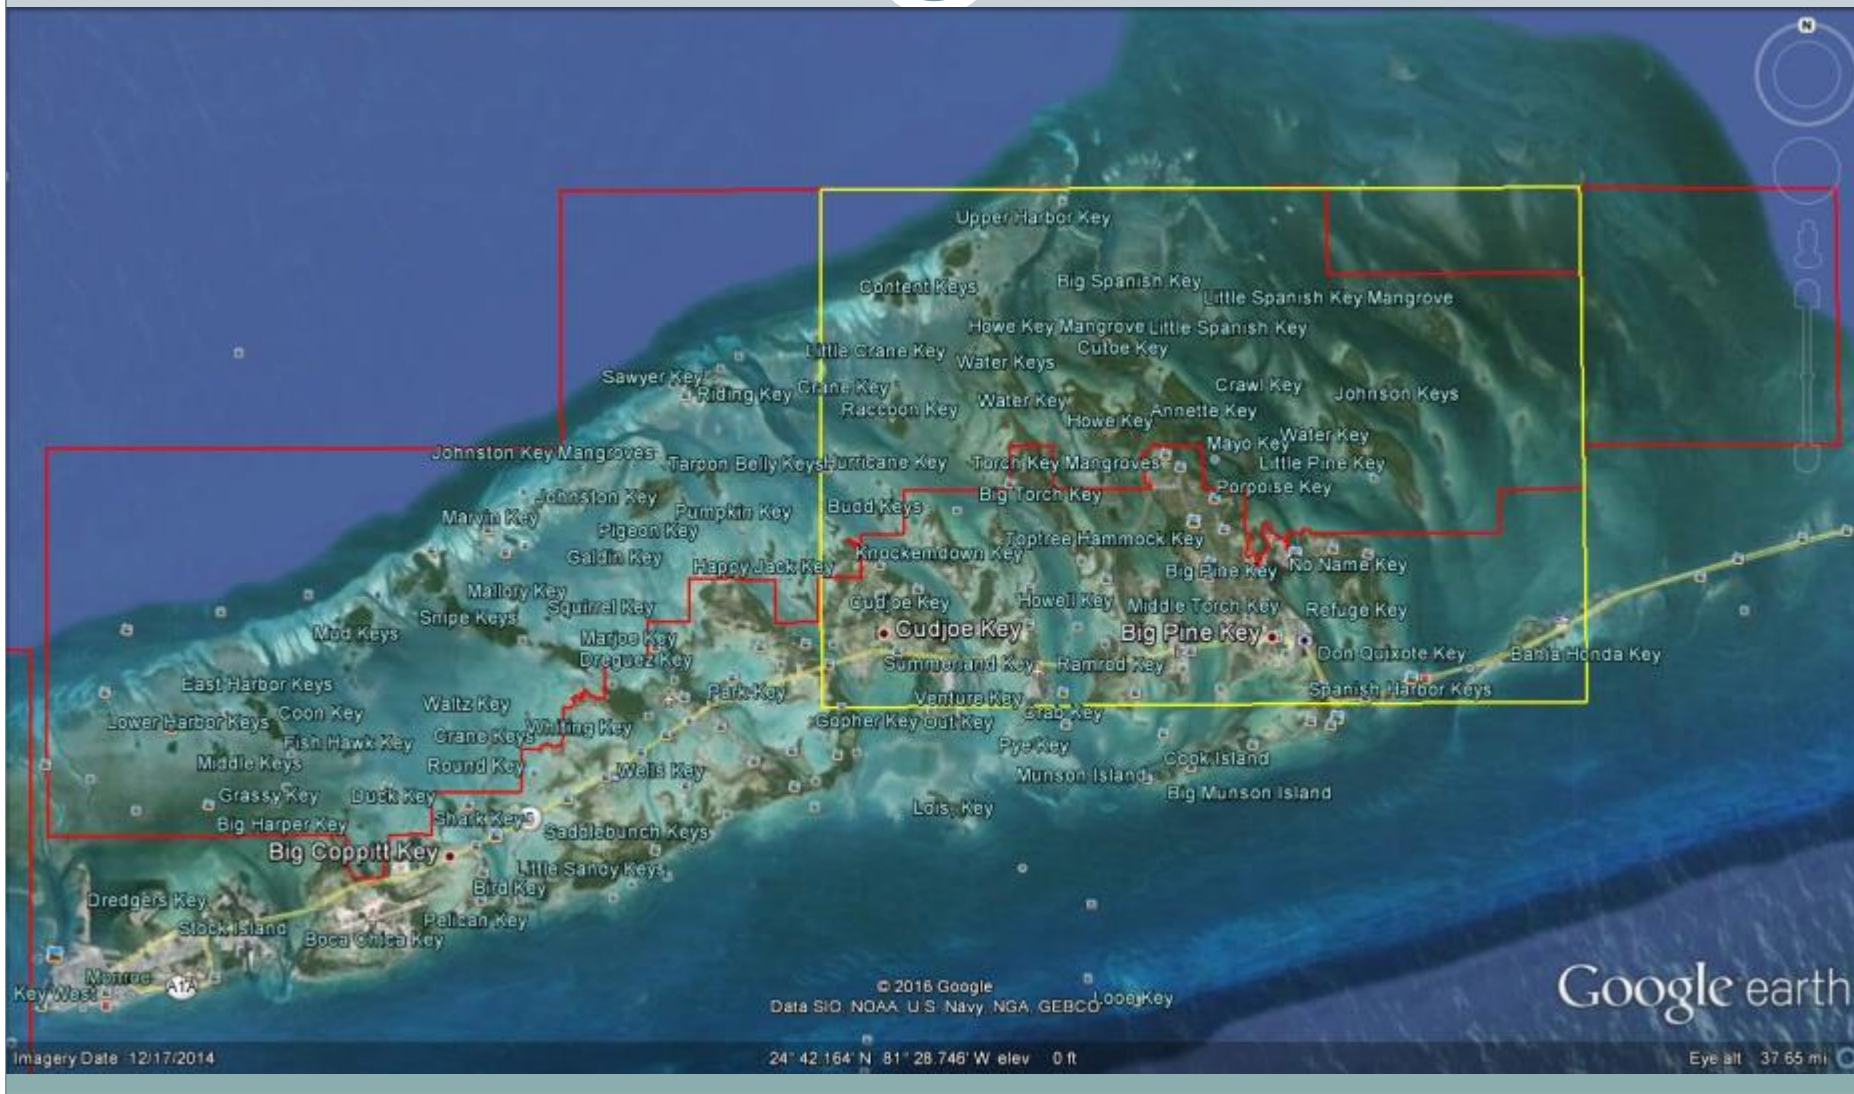 N
Upper Harbor Key
Content Keys
Big Spanish Key
Little Spanish Key Mangrove
Howe Key Mangrove
Little Spanish Key
Cutoe Key
Little Crane Key
Water Keys
Sawyer Key
Riding Key
Crane Key
Crawl Key
Johnson Keys
Raccoon Key
Water Key
Annette Key
Howe Key
Mayo Key
Water Key
Johnston Key Mangroves
Tarpon Belly Keys
Hurricane Key
Torch Key Mangroves
Little Pine Key
Porpoise Key
Johnston Key
Big Torch Key
Marvin Key
Pumpkin Key
Budd Keys
Pigeon Key
Toptree Hammock Key
Galdin Key
Happy Jack Key
Knockemdown Key
Big Pine Key
No Name Key
Mallory Key
Squirrel Key
Cudjoe Key
Howell Key
Middle Torch Key
Refuge Key
Snipe Keys
Mud Keys
Marjoe Key
Cudjoe Key
Big Pine Key
Dreguez Key
Summerland Key
Ramrod Key
Don Quixote Key
Bahia Honda Key
East Harbor Keys
Park Key
Venture Key
Spanish Harbor Keys
Waltz Key
Coon Key
Lower Harbor Keys
Whiting Key
Gopher Key
Out Key
Crab Key
Fish Hawk Key
Crane Keys
Pye Key
Middle Keys
Round Key
Wells Key
Munson Island
Cook Island
Grassy Key
Duck Key
Big Munson Island
Lois, Key
Big Harper Key
Shark Keys
Saddlebunch Keys
Big Coppitt Key
Little Sandy Keys
Bird Key
Dredgers Key
Pelican Key
Stock Island
Boca Chica Key
Monroe
A1A
Key West
Looe Key
© 2016 Google
Data SIO, NOAA, U.S. Navy, NGA, GEBCO
Google earth
Imagery Date 12/17/2014
24° 42.164' N 81° 28.746' W elev 0 ft
Eye alt 37.65 mi